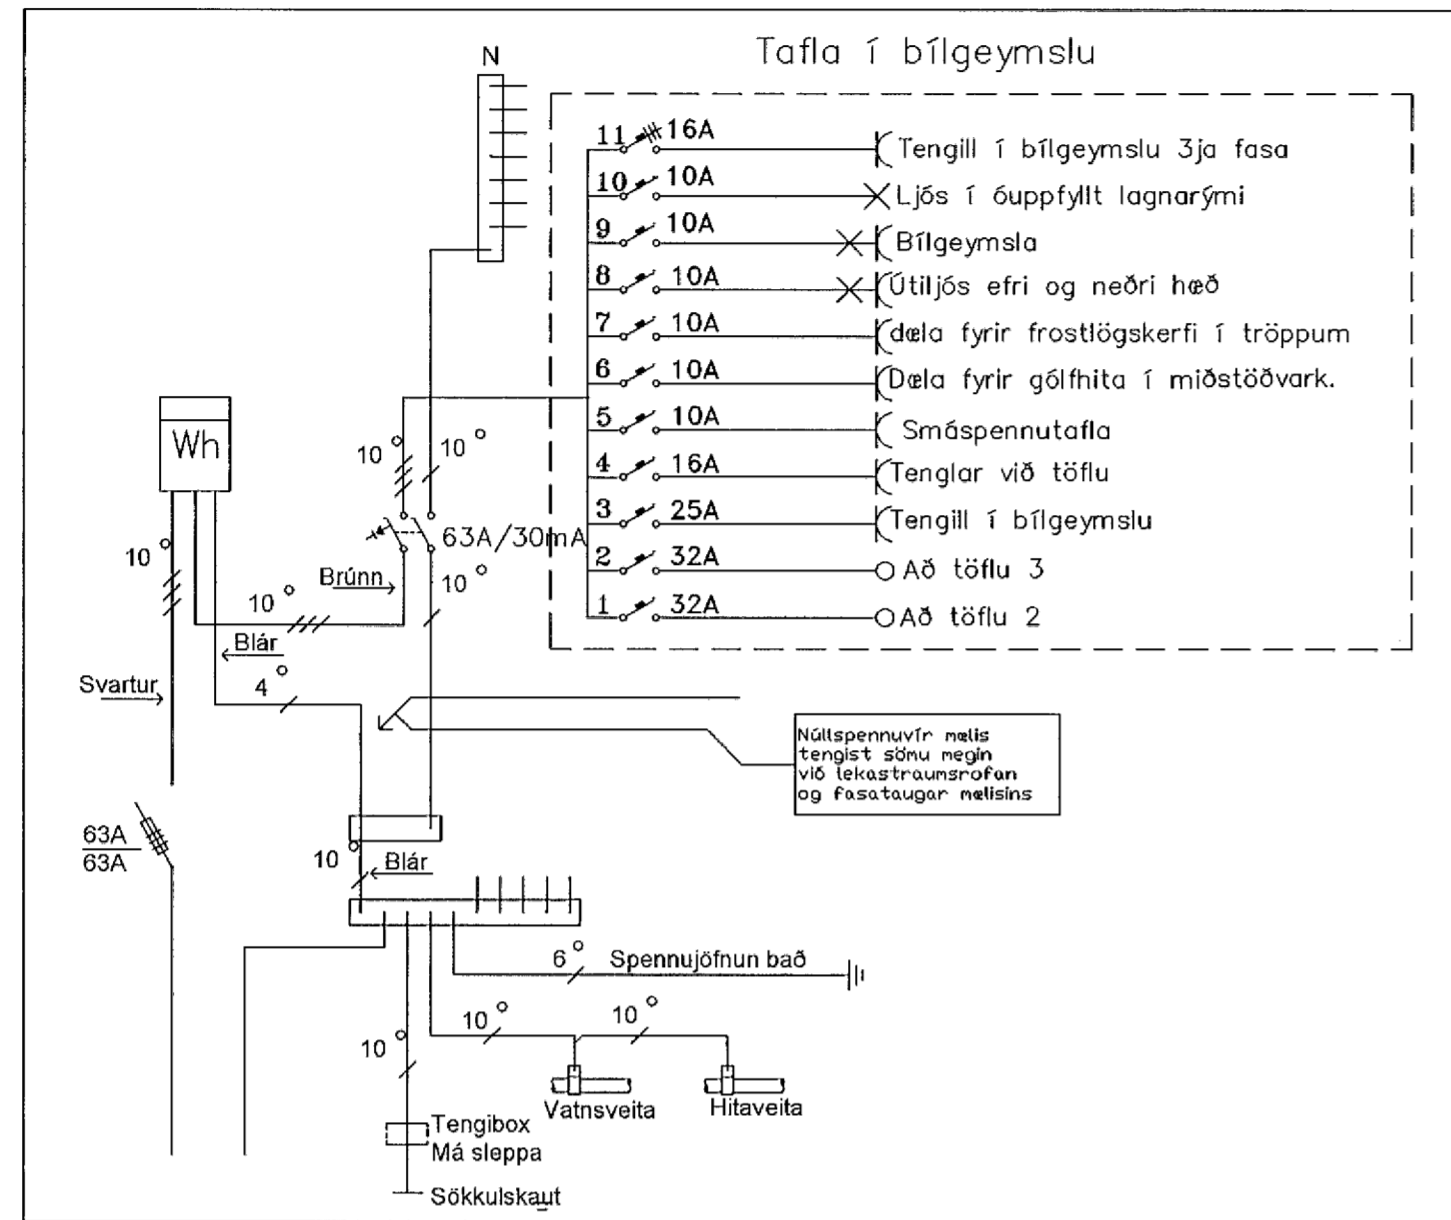 Tafla í bílgeymslu
N
11 16A Tengill í bílgeymslu 3ja fasa
10 10A Ljós í óuppfyllt lagnarými
9 10A Bílgeymsla
8 10A Útiljós efri og neðri hæð
7 10A dæla fyrir frostlögskerfi í tröppum
6 10A Dæla fyrir gólfhita í miðstöðvark.
5 10A Smáspennutafla
4 16A Tenglar við töflu
3 25A Tengill í bílgeymslu
2 32A Að töflu 3
1 32A Að töflu 2
Wh
10
10
63A/30mA
10
10
Brúnn
10
Blár
4
Svartur
Núllspennuvír mælis
tengist sömu megin
við lekastraumsrofan
og fasataugar mælisins
63A
63A
10
Blár
6
Spennujöfnun bað
10
10
10
Vatnsveita
Hitaveita
Tengibox
Má sleppa
Sökkulskaut